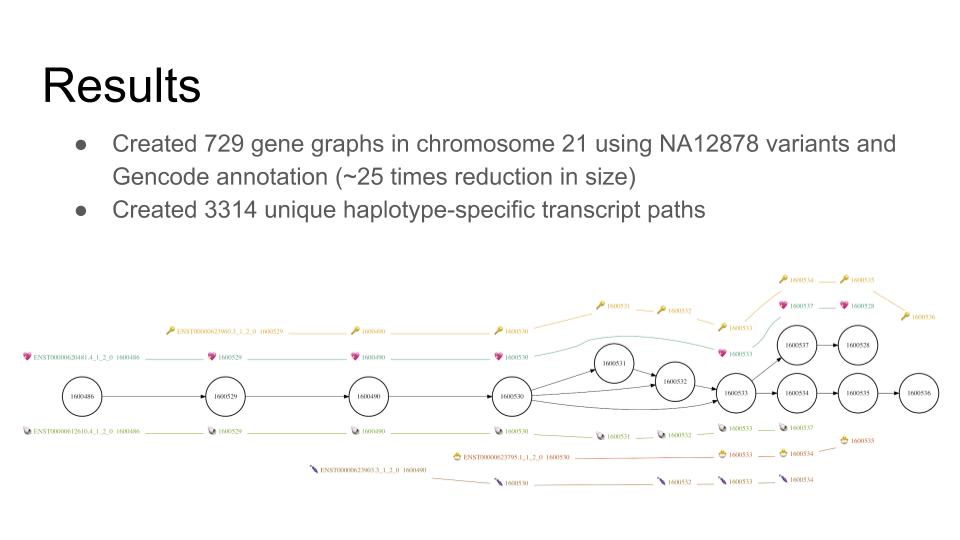 Results
● Created 729 gene graphs in chromosome 21 using NA12878 variants and
Gencode annotation (~25 times reduction in size)
● Created 3314 unique haplotype-specific transcript paths
1600534 1600535
ENST00000623960.3_1_2_0 1600529 1600490 1600530 1600531 1600532 1600533 1600536
1600537 1600528
ENST00000620481.4_1_2_0 1600486 1600529 1600490 1600530 1600533
1600537 1600528
1600531
1600532
1600486 1600529 1600490 1600530 1600533 1600534 1600535 1600536
ENST00000612610.4_1_2_0 1600486 1600529 1600490 1600530 1600531 1600532 1600533 1600537
ENST00000623795.1_1_2_0 1600530 1600533 1600534 1600535
ENST00000623903.3_1_2_0 1600490 1600530 1600532 1600533 1600534